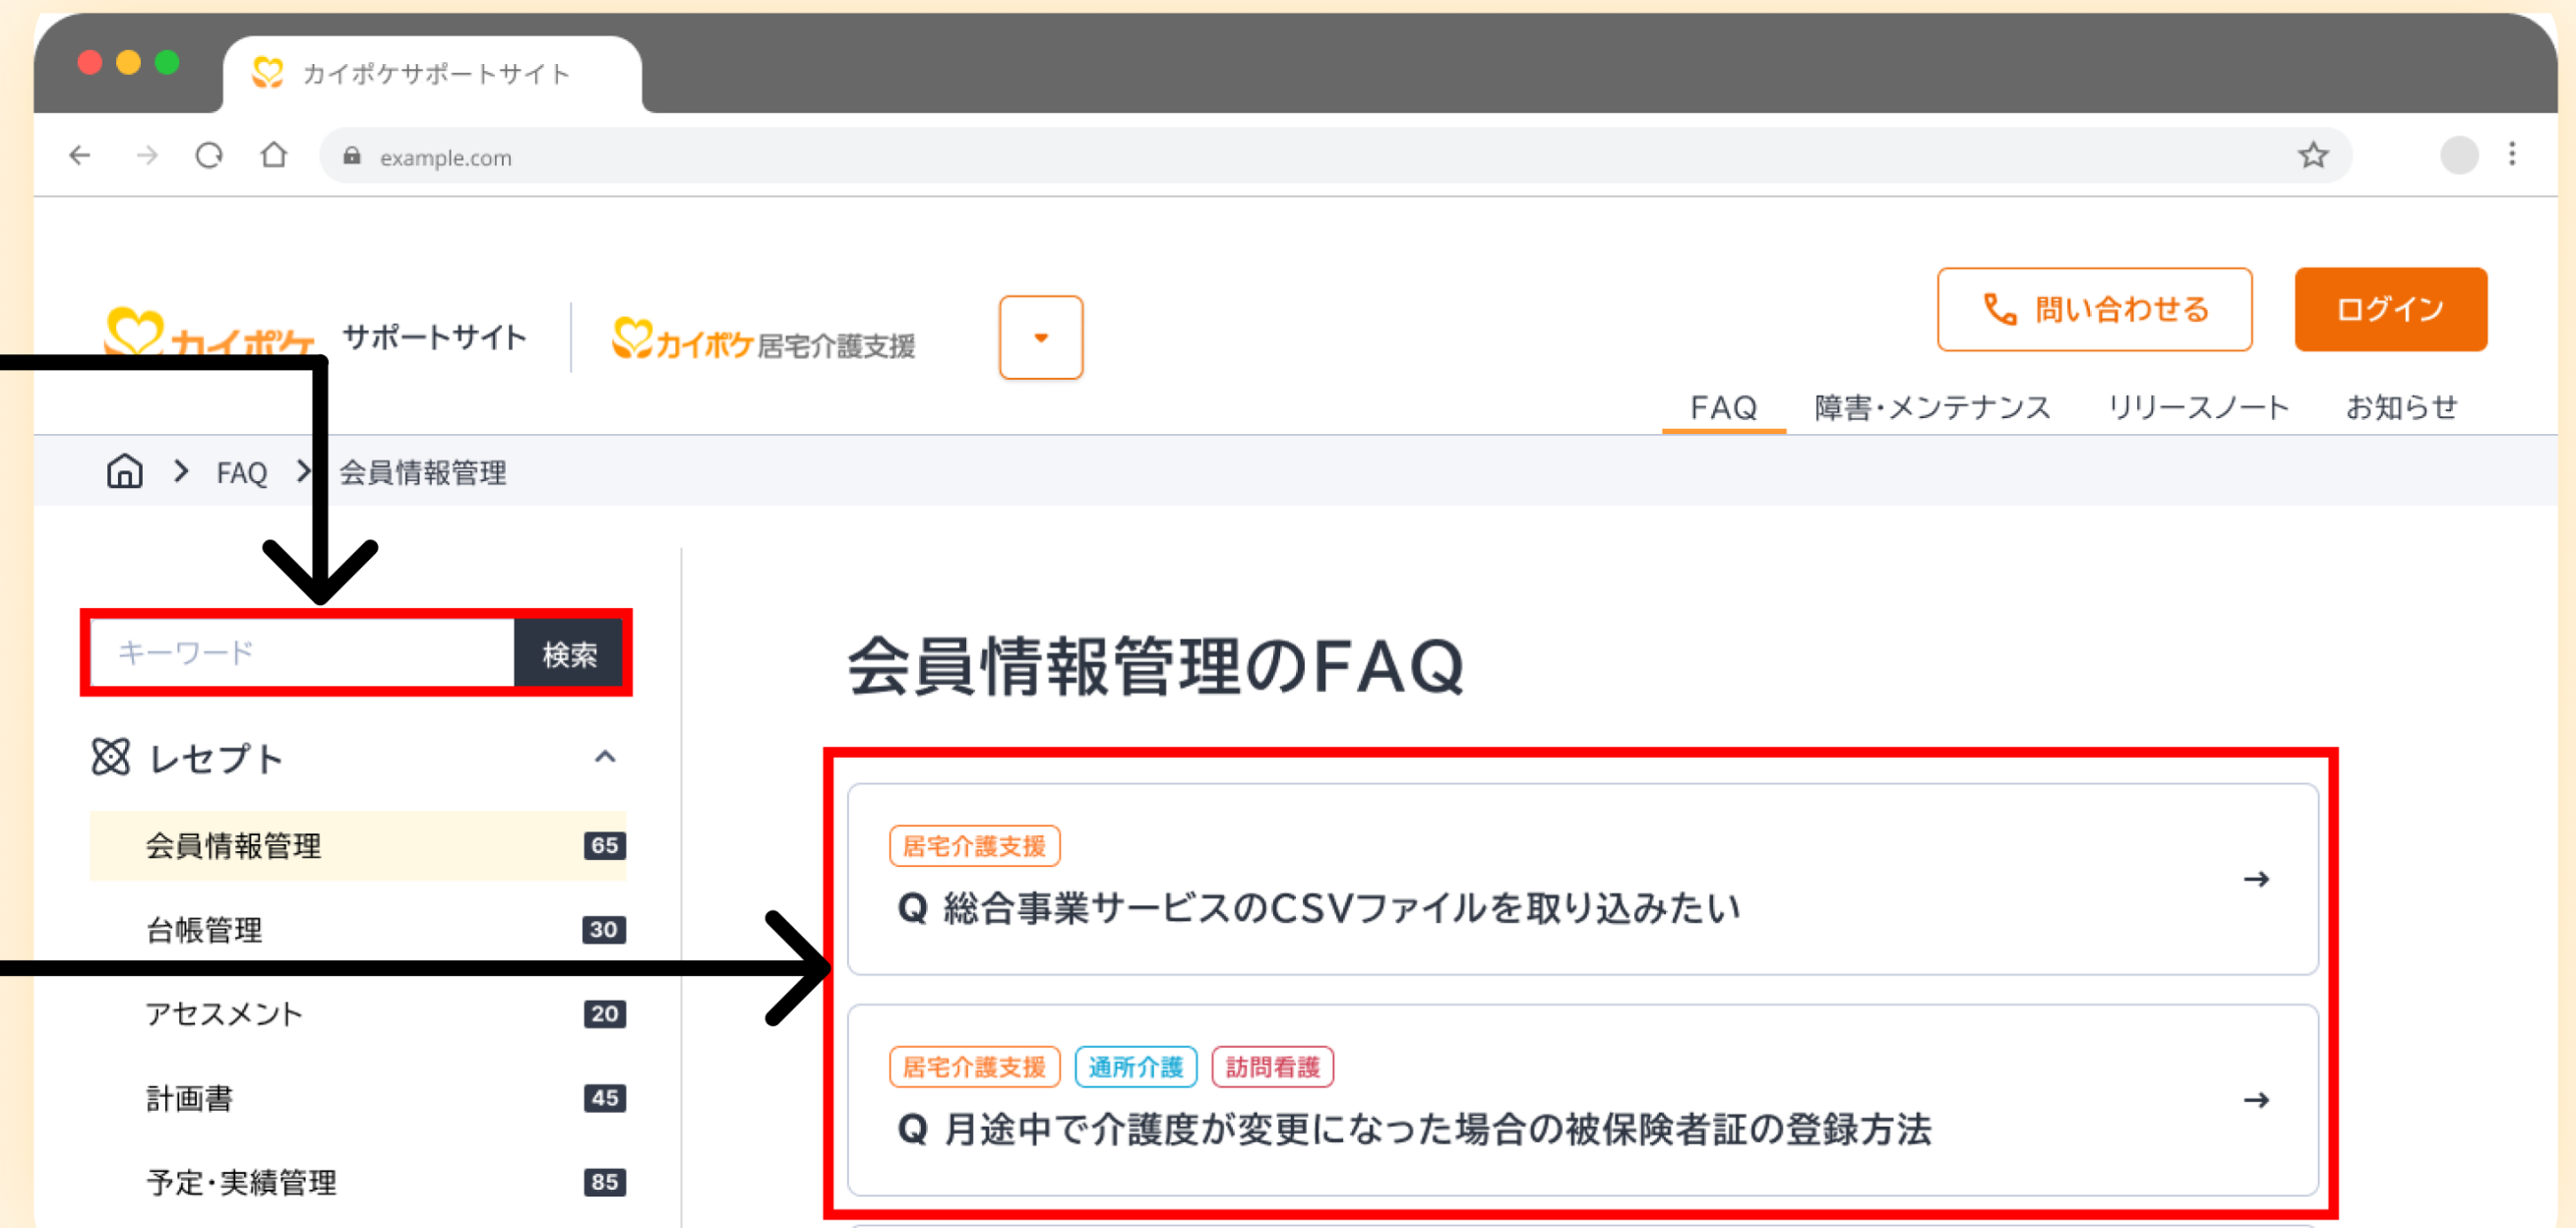 カイポケサポートサイト
example.com
カイポケ サポートサイト
カイポケ 居宅介護支援
問い合わせる
ログイン
FAQ 障害・メンテナンス リリースノート お知らせ
FAQ 会員情報管理
キーワード 検索
レセプト
会員情報管理 65
台帳管理 30
アセスメント 20
計画書 45
予定・実績管理 85
会員情報管理のFAQ
居宅介護支援
Q 総合事業サービスのCSVファイルを取り込みたい
居宅介護支援 通所介護 訪問看護
Q 月途中で介護度が変更になった場合の被保険者証の登録方法